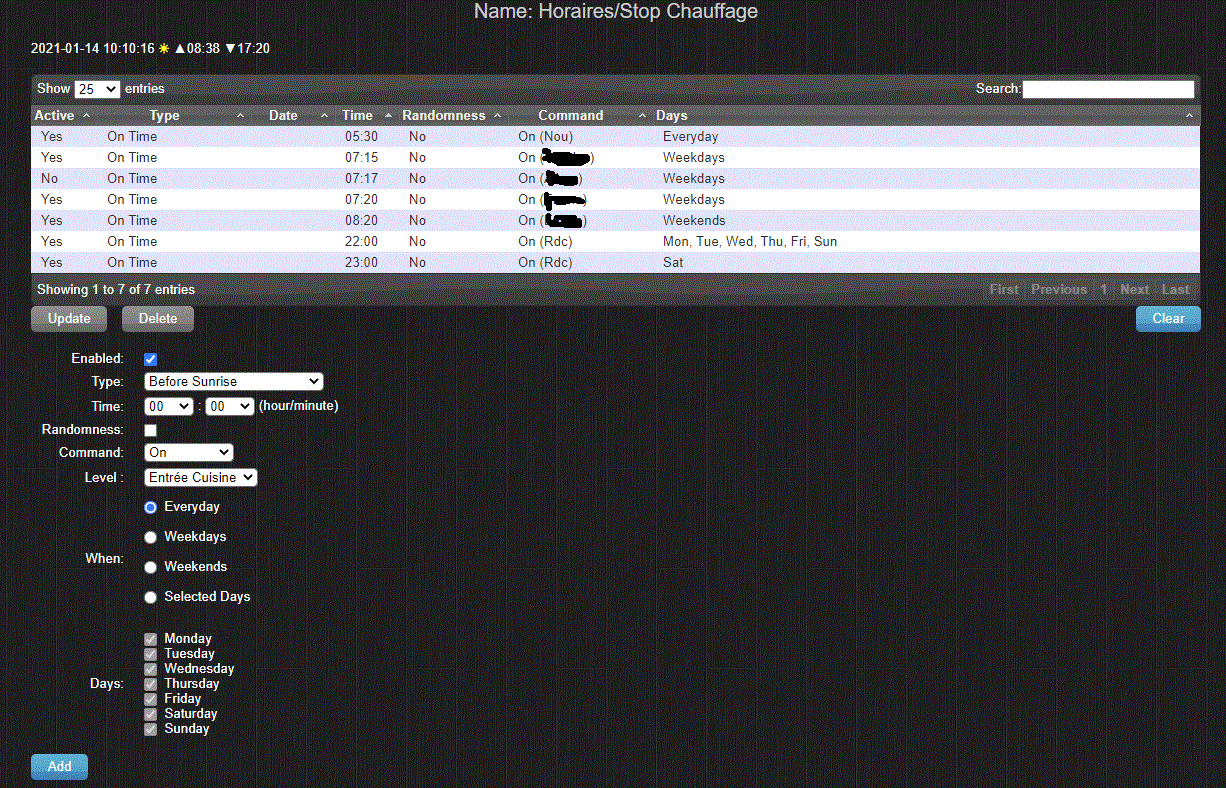 Name: Horaires/Stop Chauffage
2021-01-14 10:10:16 ☀ ▲08:38 ▼17:20
Show 25 entries Search:
Active Type Date Time Randomness Command Days
Yes On Time 05:30 No On (Nou) Everyday
Yes On Time 07:15 No On ( ) Weekdays
No On Time 07:17 No On ( ) Weekdays
Yes On Time 07:20 No On ( ) Weekdays
Yes On Time 08:20 No On ( ) Weekends
Yes On Time 22:00 No On (Rdc) Mon, Tue, Wed, Thu, Fri, Sun
Yes On Time 23:00 No On (Rdc) Sat
Showing 1 to 7 of 7 entries First Previous 1 Next Last
Update Delete Clear
Enabled:
Type: Before Sunrise
Time: 00 : 00 (hour/minute)
Randomness:
Command: On
Level : Entrée Cuisine
Everyday
Weekdays
When:
Weekends
Selected Days
Monday
Tuesday
Wednesday
Days: Thursday
Friday
Saturday
Sunday
Add